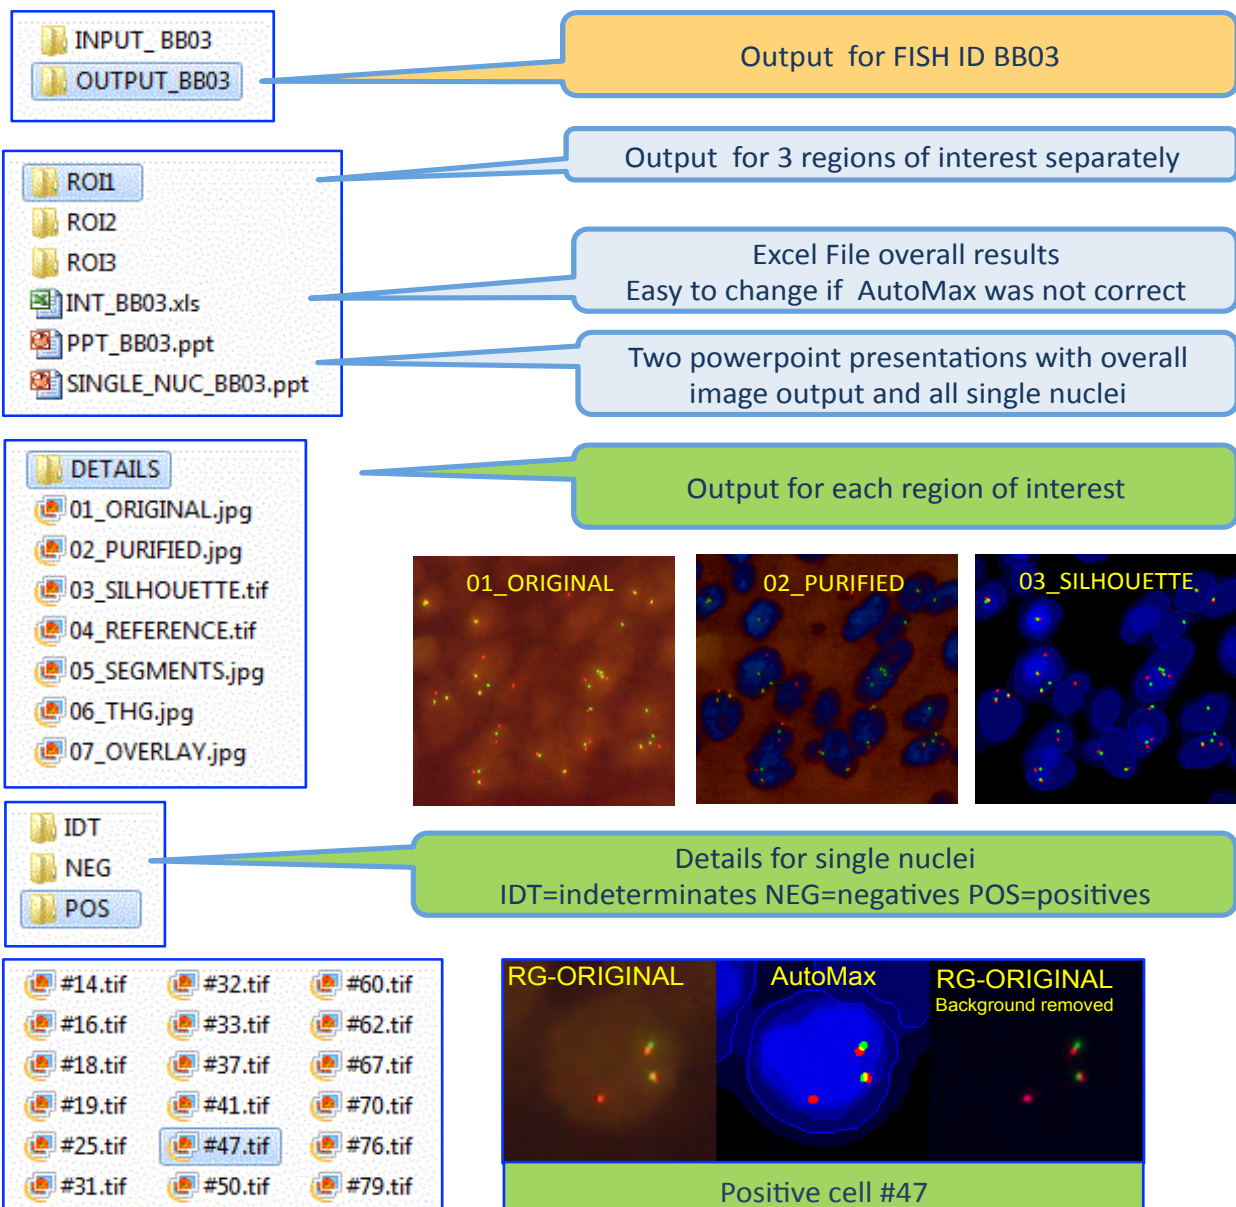 INPUT_ BB03
OUTPUT_BB03
Output for FISH ID BB03
ROI1
ROI2
ROI3
INT_BB03.xls
PPT_BB03.ppt
SINGLE_NUC_BB03.ppt
Output for 3 regions of interest separately
Excel File overall results
Easy to change if AutoMax was not correct
Two powerpoint presentations with overall
image output and all single nuclei
DETAILS
01_ORIGINAL.jpg
02_PURIFIED.jpg
03_SILHOUETTE.tif
04_REFERENCE.tif
05_SEGMENTS.jpg
06_THG.jpg
07_OVERLAY.jpg
Output for each region of interest
01_ORIGINAL
02_PURIFIED
03_SILHOUETTE
IDT
NEG
POS
Details for single nuclei
IDT=indeterminates NEG=negatives POS=positives
#14.tif #32.tif #60.tif
#16.tif #33.tif #62.tif
#18.tif #37.tif #67.tif
#19.tif #41.tif #70.tif
#25.tif #47.tif #76.tif
#31.tif #50.tif #79.tif
RG-ORIGINAL
AutoMax
RG-ORIGINAL
Background removed
Positive cell #47